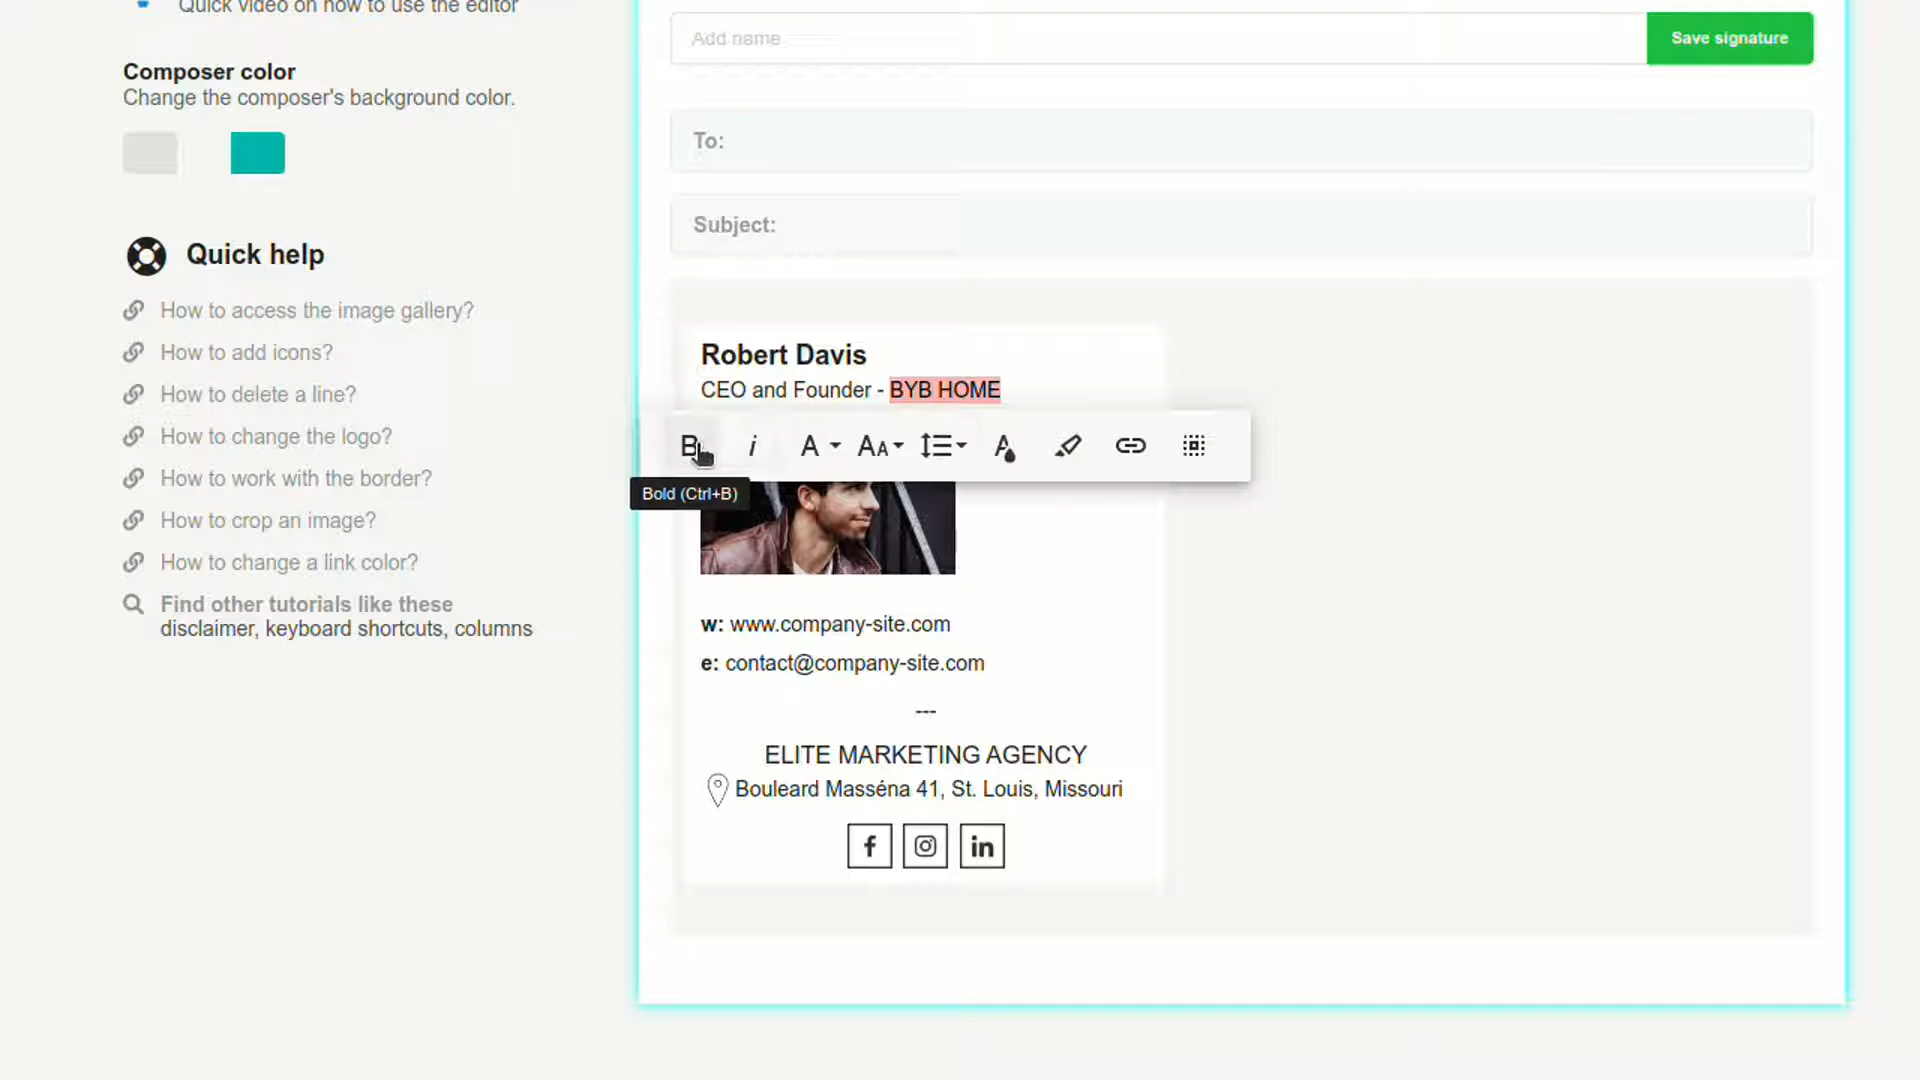 Quick video on how to use the editor
Composer color
Change the composer's background color.
Quick help
How to access the image gallery?
How to add icons?
How to delete a line?
How to change the logo?
How to work with the border?
How to crop an image?
How to change a link color?
Find other tutorials like these
disclaimer, keyboard shortcuts, columns
Add name
Save signature
To:
Subject:
Robert Davis
CEO and Founder - BYB HOME
B i A AA A
Bold (Ctrl+B)
w: www.company-site.com
e: contact@company-site.com
---
ELITE MARKETING AGENCY
Bouleard Masséna 41, St. Louis, Missouri
f in